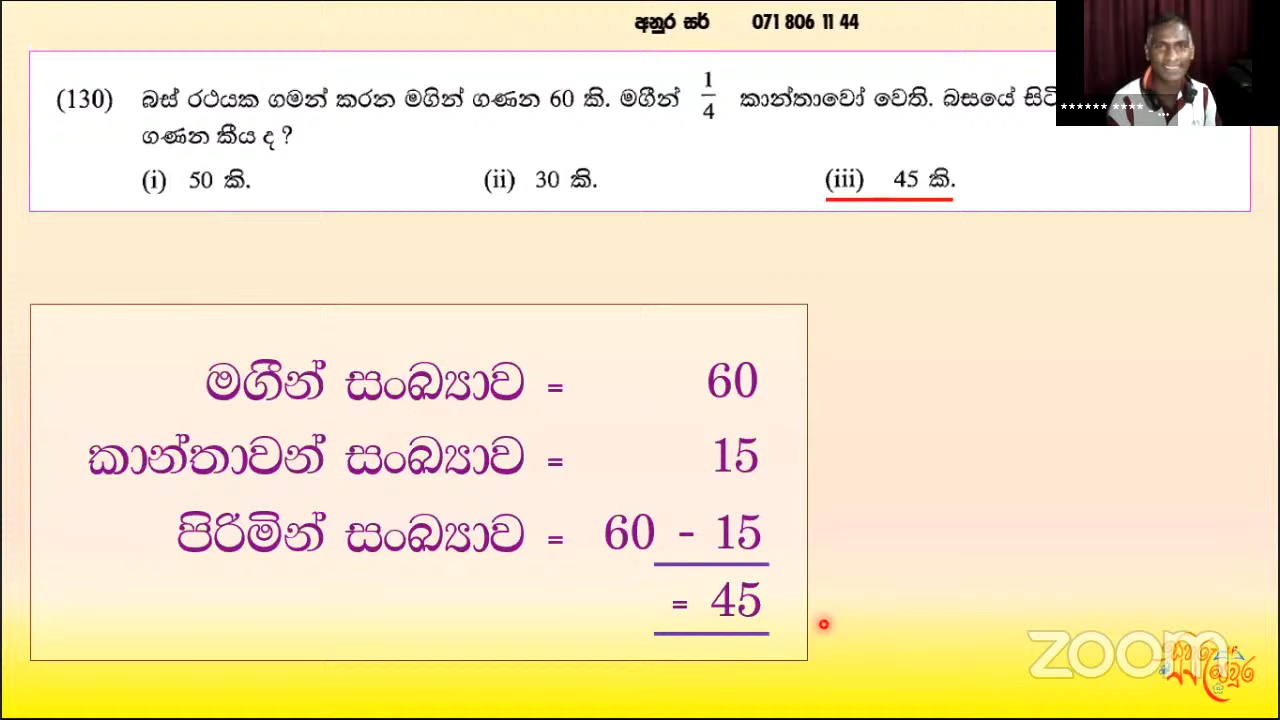 අනුර සර් 071 806 11 44
(130) බස් රථයක ගමන් කරන මගින් ගණන 60 කි. මගීන් 1/4 කාන්තාවෝ වෙති. බසයේ සිටි
ගණන කීය ද ?
(i) 50 කි. (ii) 30 කි. (iii) 45 කි.
****** **** - ...
මගීන් සංඛ්‍යාව = 60
කාන්තාවන් සංඛ්‍යාව = 15
පිරිමින් සංඛ්‍යාව = 60 - 15
= 45
zoom